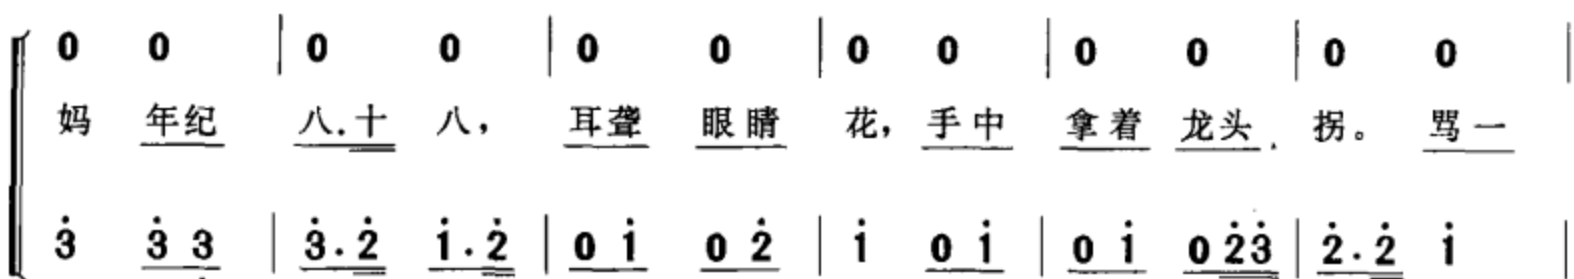 0 0 | 0 0 | 0 0 | 0 0 | 0 0 | 0 0 |
妈 年纪 八.十 八， 耳聋 眼睛 花， 手中 拿着 龙头 拐。 骂一
3̇ 3̇ 3 | 3̇.2̇ 1̇.2̇ | 0 1̇ 0 2̇ | 1̇ 0 1̇ | 0 1̇ 0 2̇3̇ | 2̇.2̇ 1̇ |